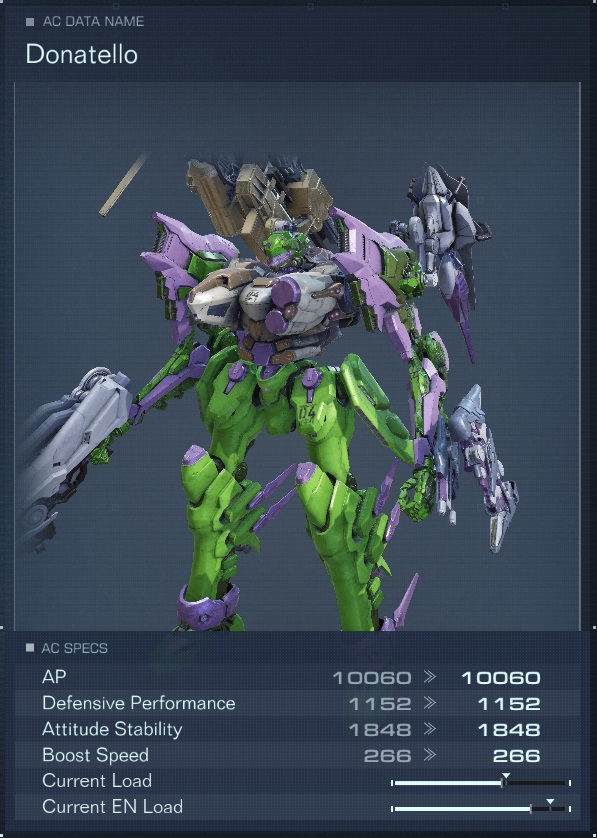 AC DATA NAME
Donatello
04
04
AC SPECS
AP 10060 10060
Defensive Performance 1152 1152
Attitude Stability 1848 1848
Boost Speed 266 266
Current Load
Current EN Load